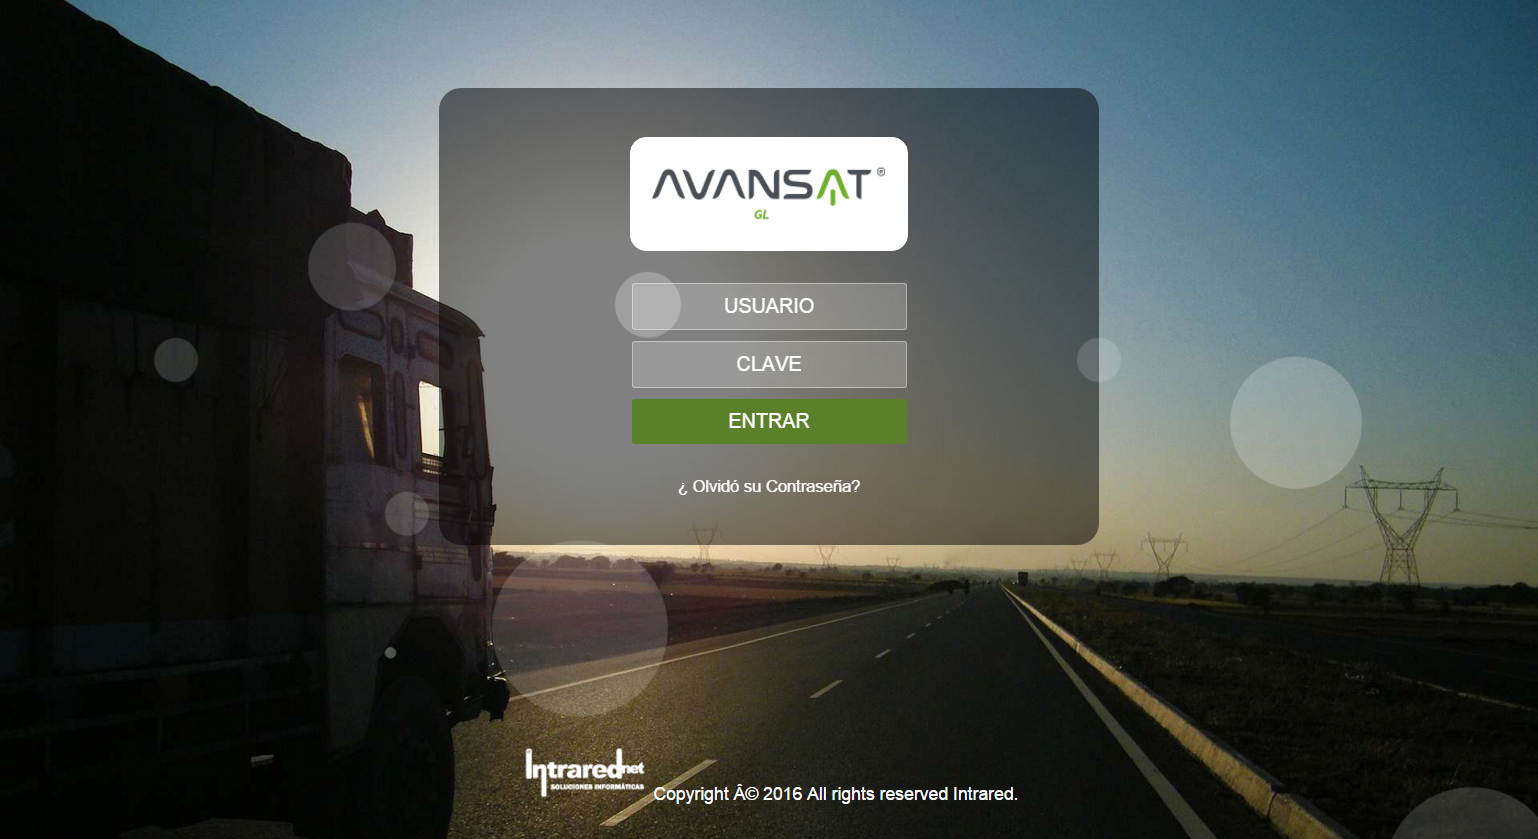 AVANSAT ®
GL
USUARIO
CLAVE
ENTRAR
¿ Olvidó su Contraseña?
Intrared.net
SOLUCIONES INFORMÁTICAS
Copyright Â© 2016 All rights reserved Intrared.